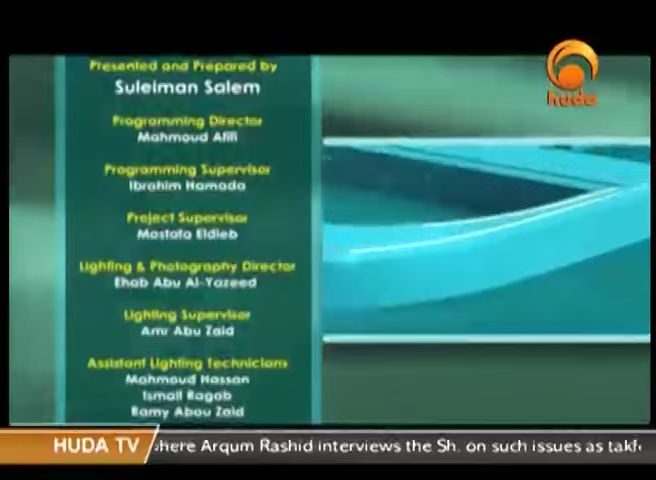 Presented and Prepared by
Suleiman Salem
Programming Director
Mahmoud Afifi
Programming Supervisor
Ibrahim Hamada
Project Supervisor
Mostafa Eldieb
Lighting & Photography Director
Ehab Abu Al-Yazeed
Lighting Supervisor
Amr Abu Zaid
Assistant Lighting Technicians
Mahmoud Hassan
Ismail Ragab
Ramy Abou Zaid
huda
HUDA TV
where Arqum Rashid interviews the Sh. on such issues as takf